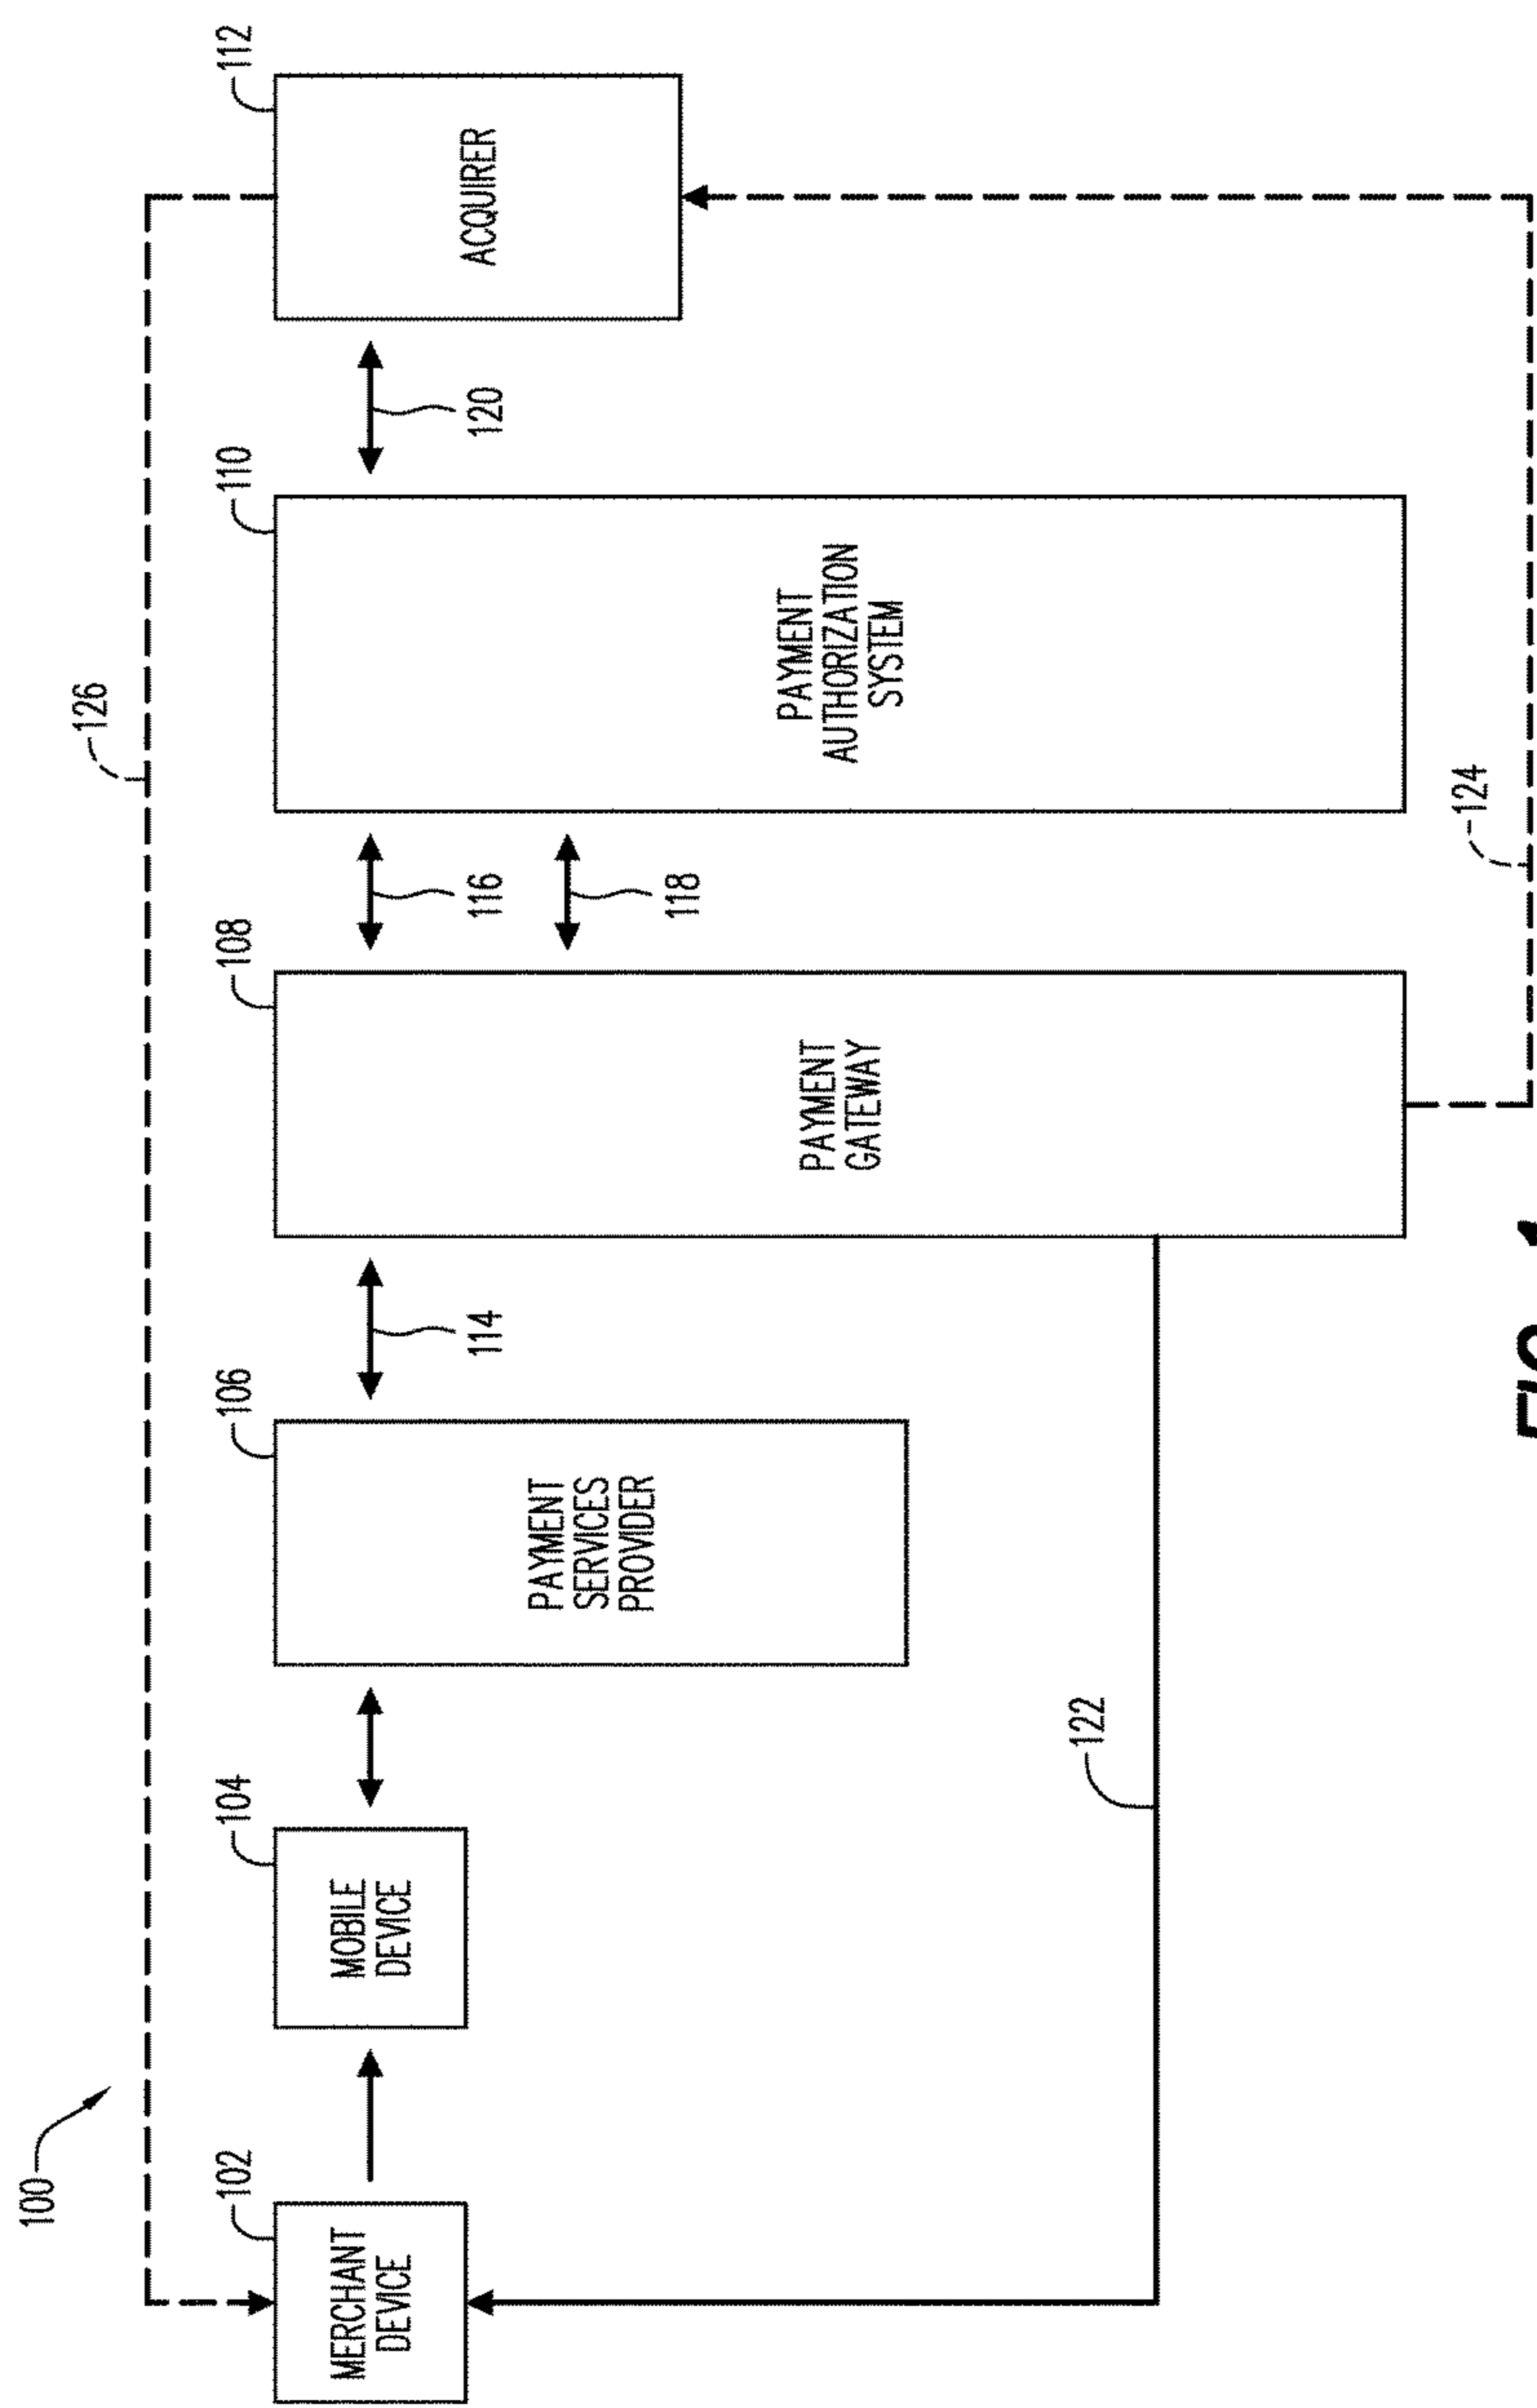 100
126
102
104
106
108
110
112
MERCHANT
DEVICE
MOBILE
DEVICE
PAYMENT
SERVICES
PROVIDER
PAYMENT
GATEWAY
PAYMENT
AUTHORIZATION
SYSTEM
ACQUIRER
114
116
118
120
122
124